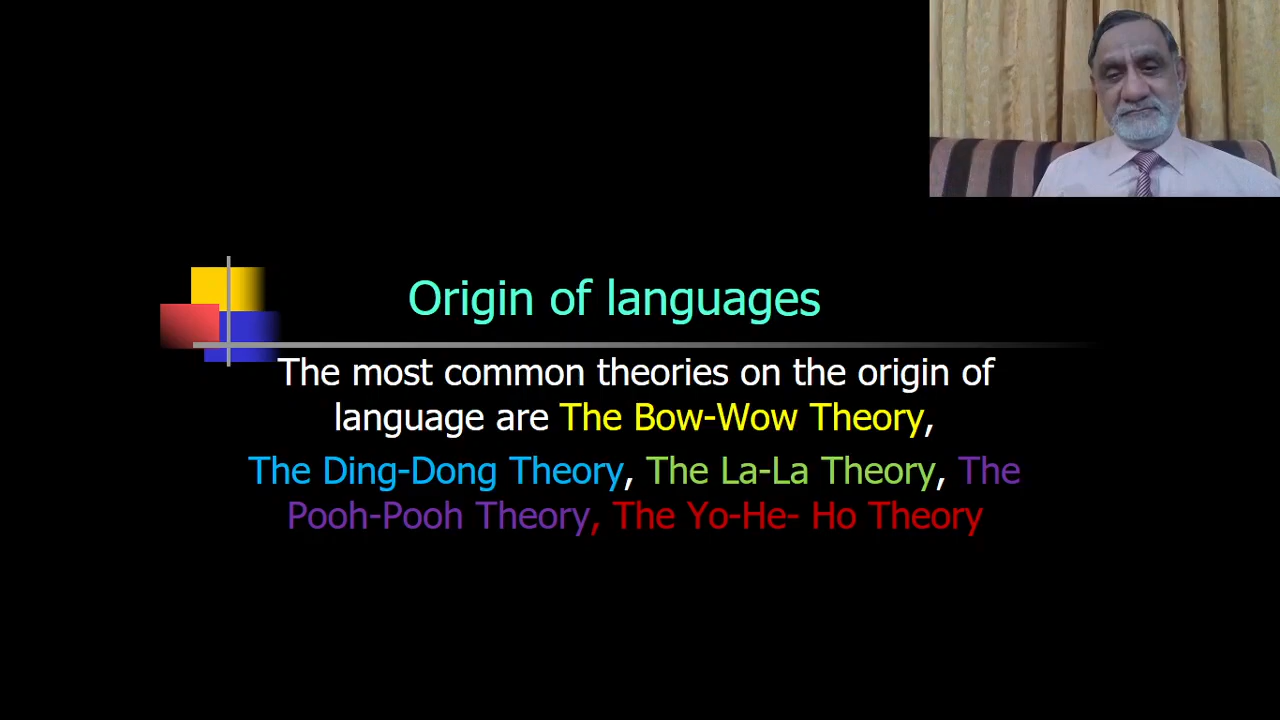 Origin of languages
The most common theories on the origin of
language are The Bow-Wow Theory,
The Ding-Dong Theory, The La-La Theory, The
Pooh-Pooh Theory, The Yo-He- Ho Theory